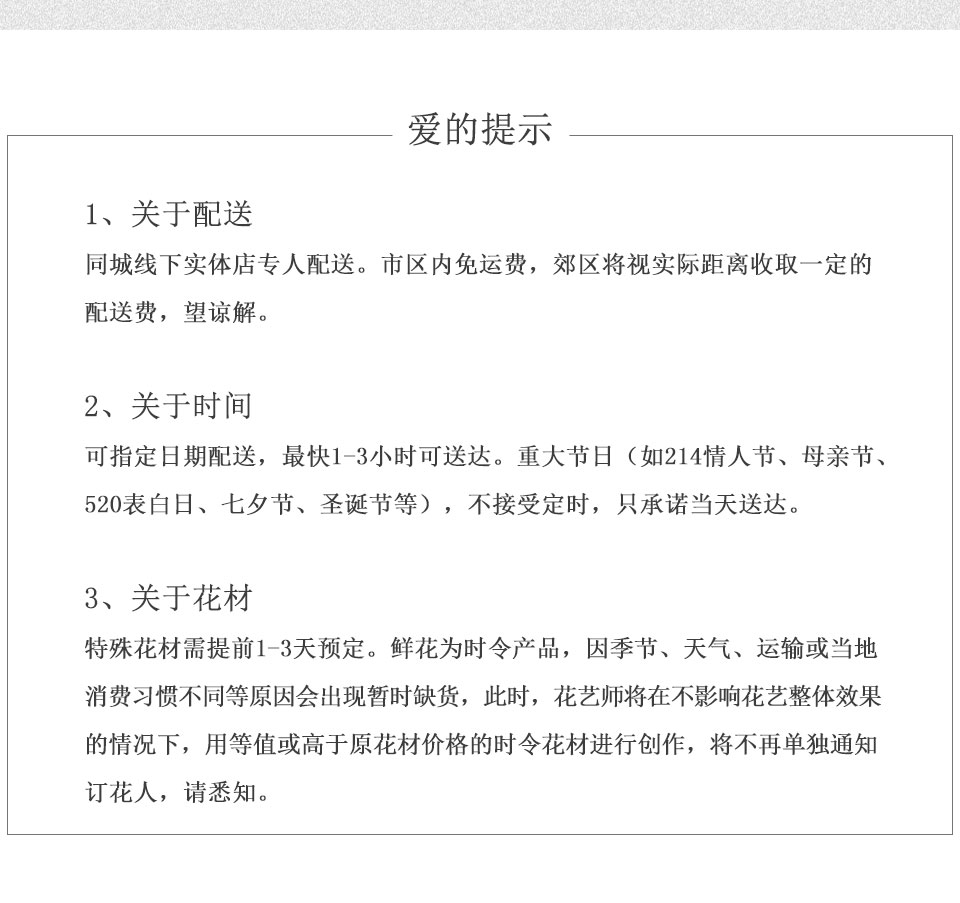 爱的提示
1、关于配送
同城线下实体店专人配送。市区内免运费，郊区将视实际距离收取一定的
配送费，望谅解。
2、关于时间
可指定日期配送，最快1-3小时可送达。重大节日（如214情人节、母亲节、
520表白日、七夕节、圣诞节等），不接受定时，只承诺当天送达。
3、关于花材
特殊花材需提前1-3天预定。鲜花为时令产品，因季节、天气、运输或当地
消费习惯不同等原因会出现暂时缺货，此时，花艺师将在不影响花艺整体效果
的情况下，用等值或高于原花材价格的时令花材进行创作，将不再单独通知
订花人，请悉知。